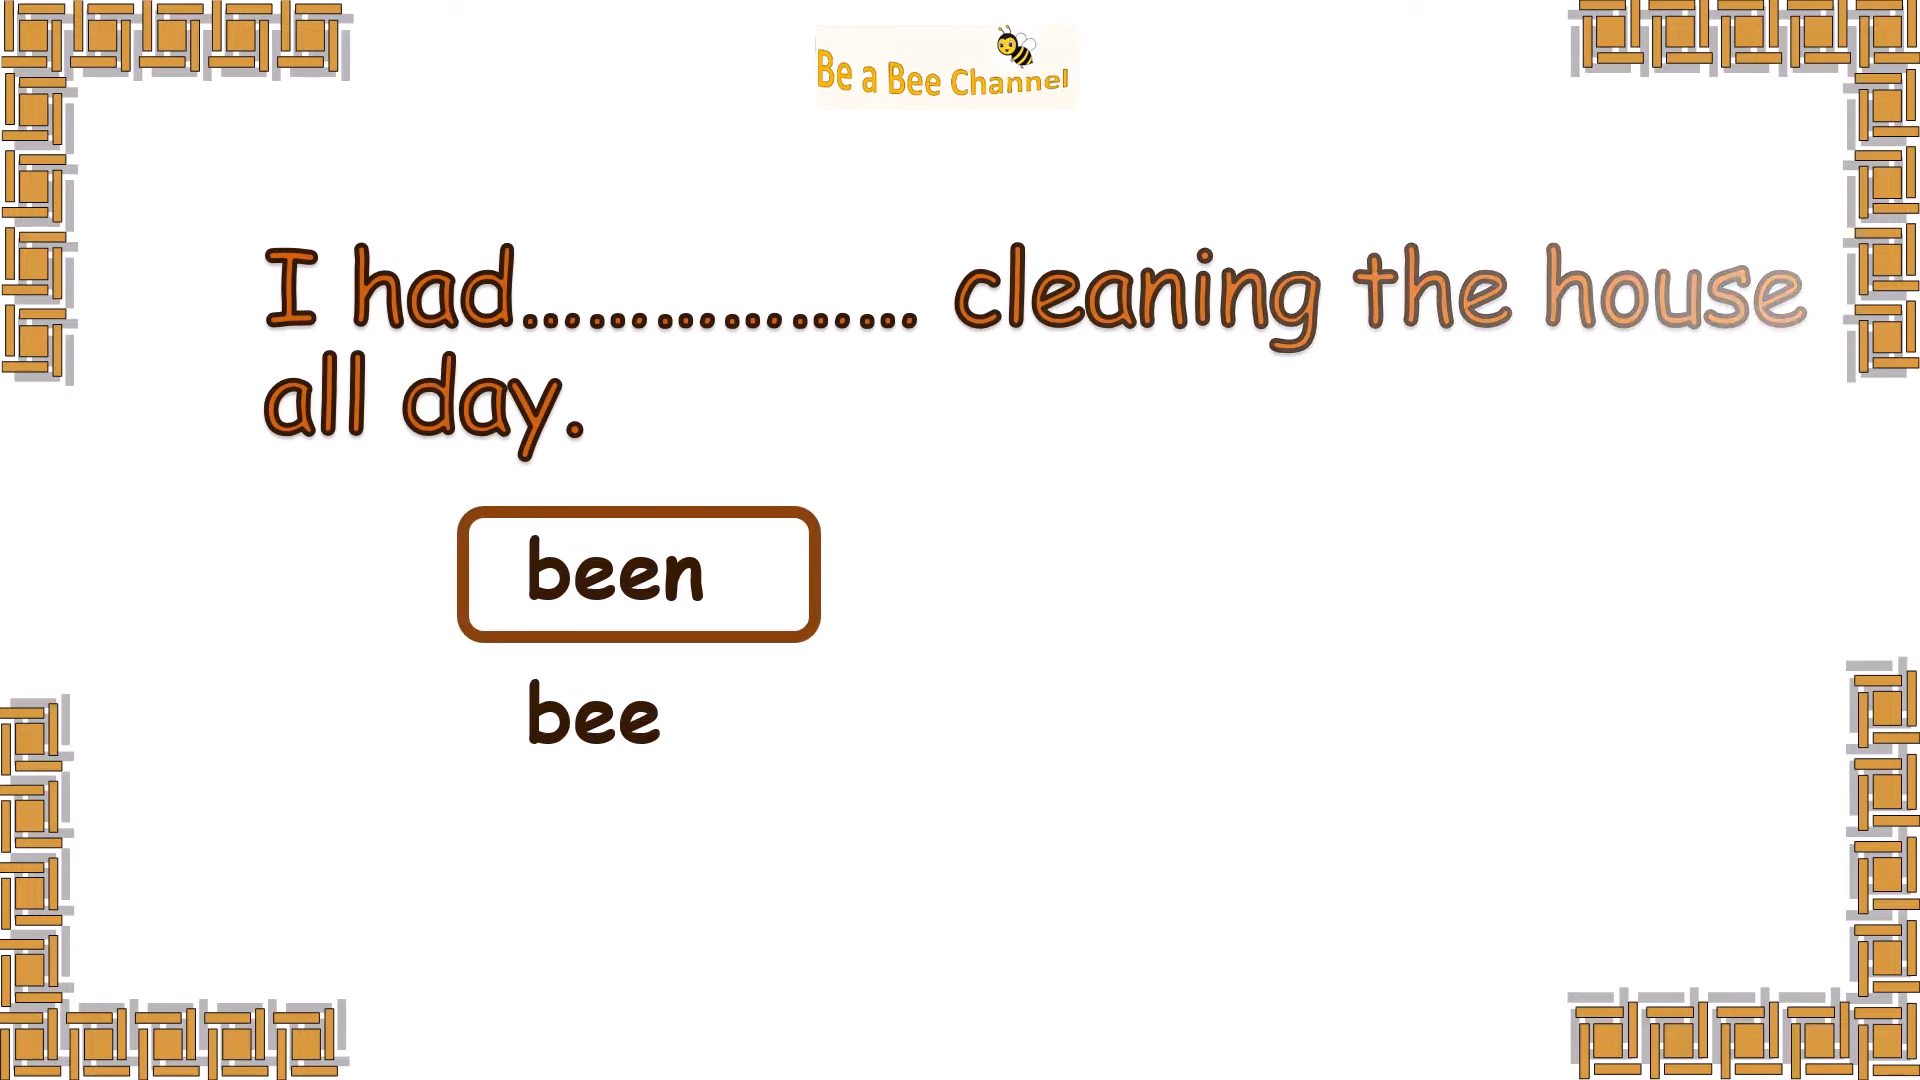 Be a Bee Channel
I had.................. cleaning the house
all day.
been
bee